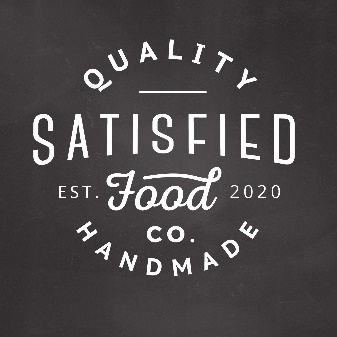 QUALITY
SATISFIED
EST. Food 2020
CO.
HANDMADE